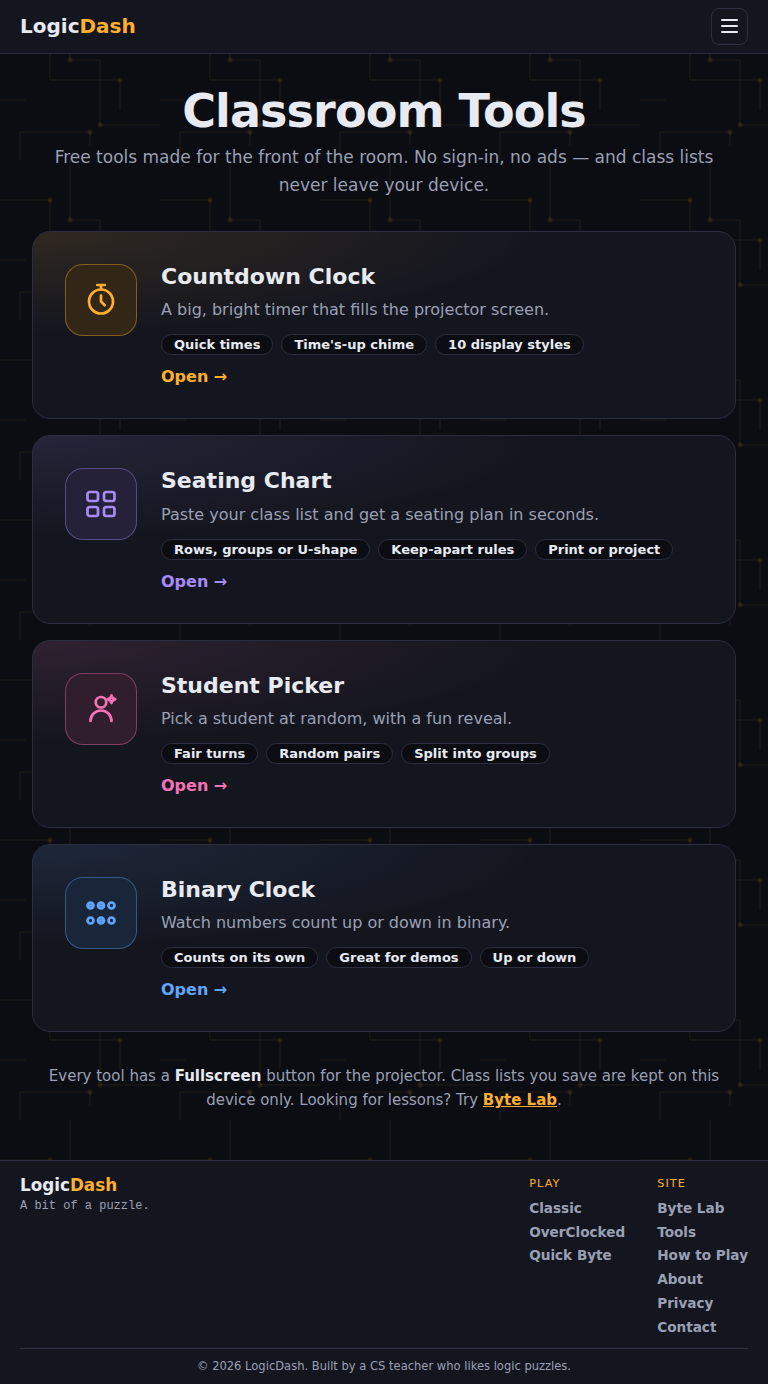 LogicDash
Classroom Tools
Free tools made for the front of the room. No sign-in, no ads — and class lists
never leave your device.
Countdown Clock
A big, bright timer that fills the projector screen.
Quick times Time's-up chime 10 display styles
Open →
Seating Chart
Paste your class list and get a seating plan in seconds.
Rows, groups or U-shape Keep-apart rules Print or project
Open →
Student Picker
Pick a student at random, with a fun reveal.
Fair turns Random pairs Split into groups
Open →
Binary Clock
Watch numbers count up or down in binary.
Counts on its own Great for demos Up or down
Open →
Every tool has a Fullscreen button for the projector. Class lists you save are kept on this
device only. Looking for lessons? Try Byte Lab.
LogicDash
A bit of a puzzle.
PLAY
Classic
OverClocked
Quick Byte
SITE
Byte Lab
Tools
How to Play
About
Privacy
Contact
© 2026 LogicDash. Built by a CS teacher who likes logic puzzles.